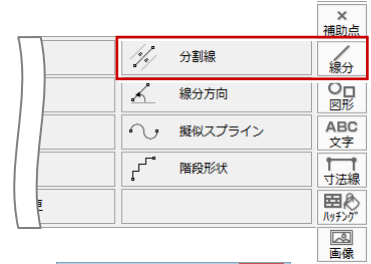 補助点
分割線
線分
線分方向
図形
擬似スプライン
ABC
文字
階段形状
寸法線
ハッチング
画像